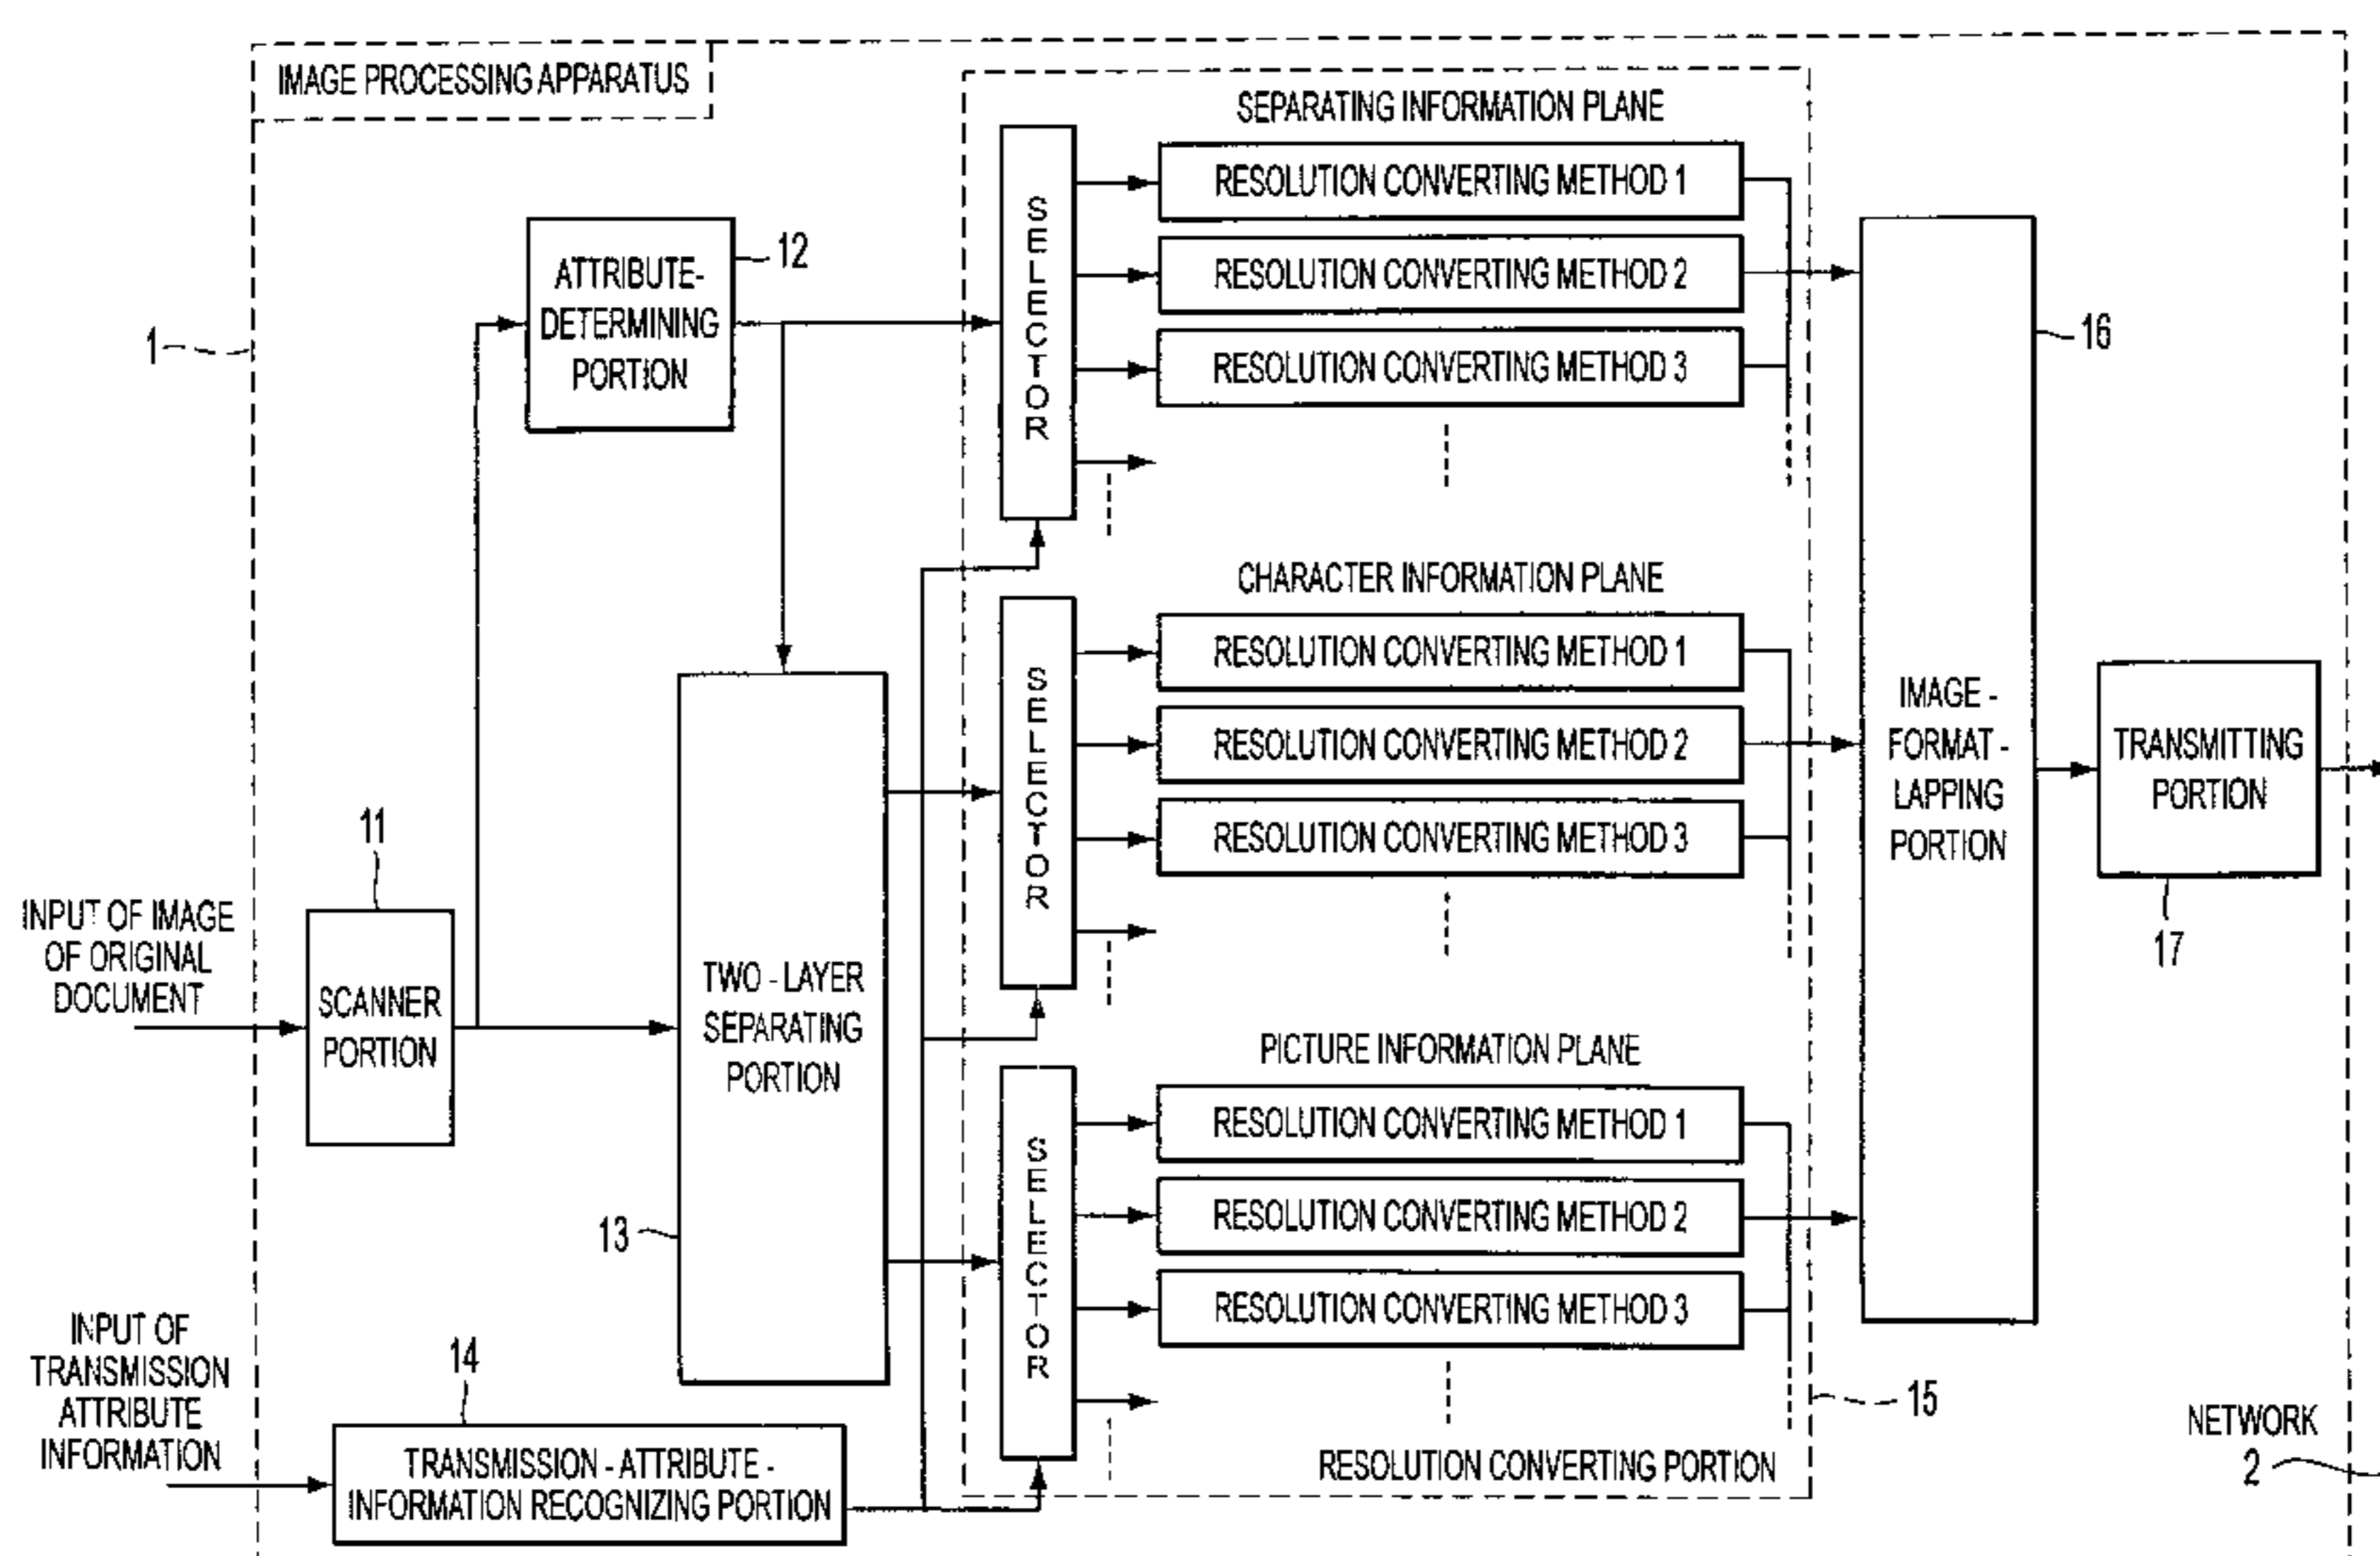 IMAGE PROCESSING APPARATUS
1
ATTRIBUTE-
DETERMINING
PORTION
12
SEPARATING INFORMATION PLANE
SELECTOR
RESOLUTION CONVERTING METHOD 1
RESOLUTION CONVERTING METHOD 2
RESOLUTION CONVERTING METHOD 3
CHARACTER INFORMATION PLANE
SELECTOR
RESOLUTION CONVERTING METHOD 1
RESOLUTION CONVERTING METHOD 2
RESOLUTION CONVERTING METHOD 3
PICTURE INFORMATION PLANE
SELECTOR
RESOLUTION CONVERTING METHOD 1
RESOLUTION CONVERTING METHOD 2
RESOLUTION CONVERTING METHOD 3
RESOLUTION CONVERTING PORTION
15
INPUT OF IMAGE
OF ORIGINAL
DOCUMENT
11
SCANNER
PORTION
TWO - LAYER
SEPARATING
PORTION
13
INPUT OF
TRANSMISSION
ATTRIBUTE
INFORMATION
14
TRANSMISSION - ATTRIBUTE -
INFORMATION RECOGNIZING PORTION
16
IMAGE -
FORMAT -
LAPPING
PORTION
TRANSMITTING
PORTION
17
NETWORK
2